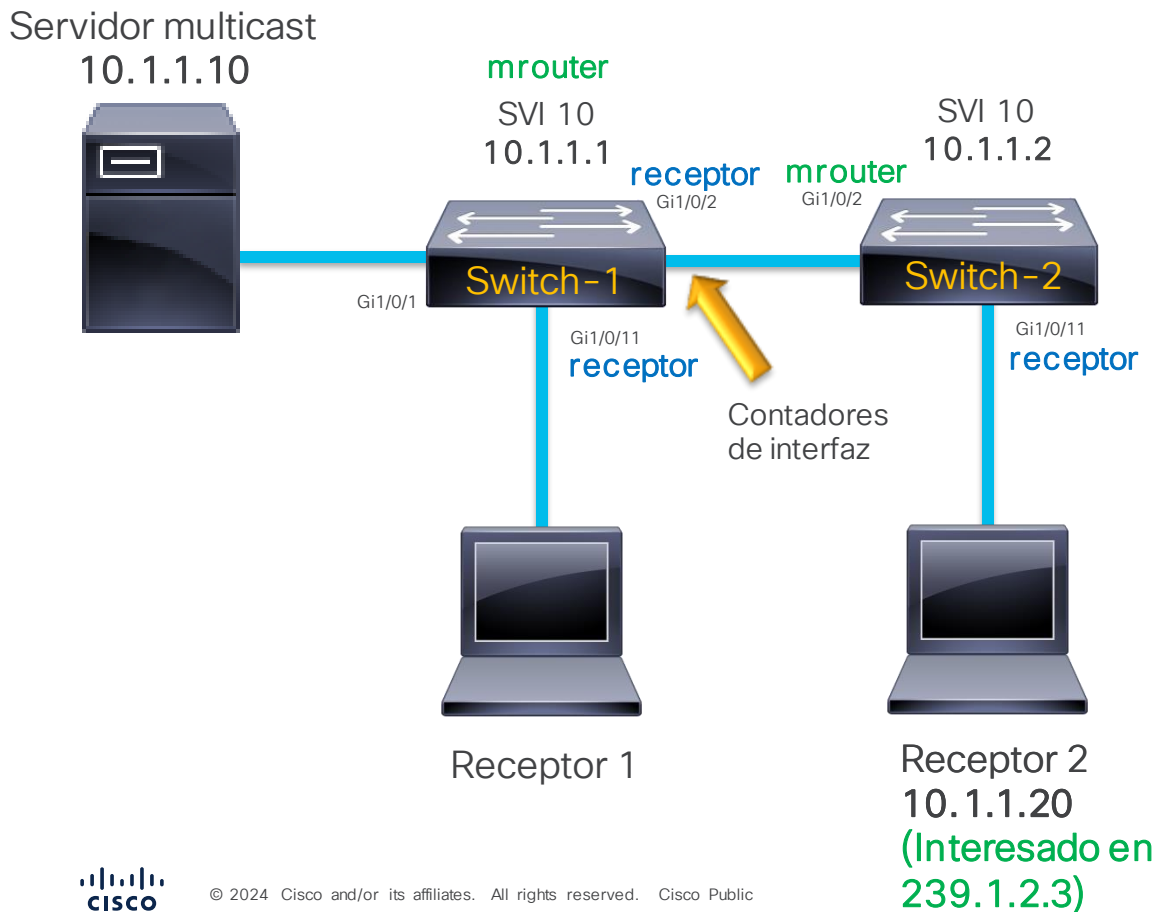 Servidor multicast
10.1.1.10
mrouter
SVI 10
10.1.1.1
SVI 10
10.1.1.2
receptor
Gi1/0/2
mrouter
Gi1/0/2
Switch-1
Switch-2
Gi1/0/1
Gi1/0/11
receptor
Gi1/0/11
receptor
Contadores
de interfaz
Receptor 1
Receptor 2
10.1.1.20
(Interesado en
239.1.2.3)
CISCO
© 2024 Cisco and/or its affiliates. All rights reserved. Cisco Public